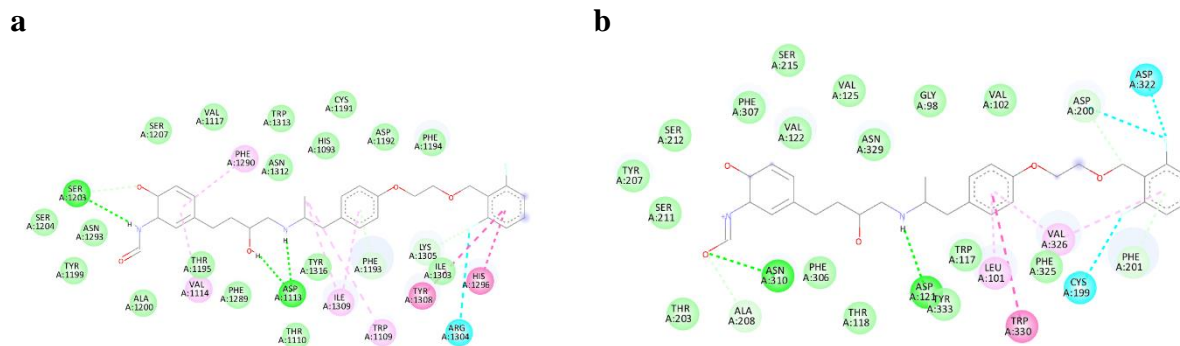 a
SER
A:1207
VAL
A:1117
TRP
A:1313
CYS
A:1191
HIS
A:1093
ASP
A:1192
PHE
A:1194
PHE
A:1290
ASN
A:1312
SER
A:1203
H
N
O
SER
A:1204
ASN
A:1293
TYR
A:1199
ALA
A:1200
THR
A:1195
VAL
A:1114
PHE
A:1289
O
H
N
H
ASP
A:1113
TYR
A:1316
THR
A:1110
ILE
A:1309
PHE
A:1193
TRP
A:1109
O
O
LYS
A:1305
ILE
A:1303
TYR
A:1308
HIS
A:1296
ARG
A:1304
b
SER
A:215
PHE
A:307
VAL
A:125
VAL
A:122
GLY
A:98
VAL
A:102
ASP
A:200
ASP
A:322
SER
A:212
ASN
A:329
TYR
A:207
SER
A:211
O
N
O
ASN
A:310
PHE
A:306
THR
A:203
ALA
A:208
THR
A:118
O
N
H
ASP
A:121
TYR
A:333
TRP
A:117
LEU
A:101
PHE
A:325
VAL
A:326
TRP
A:330
O
O
CYS
A:199
PHE
A:201